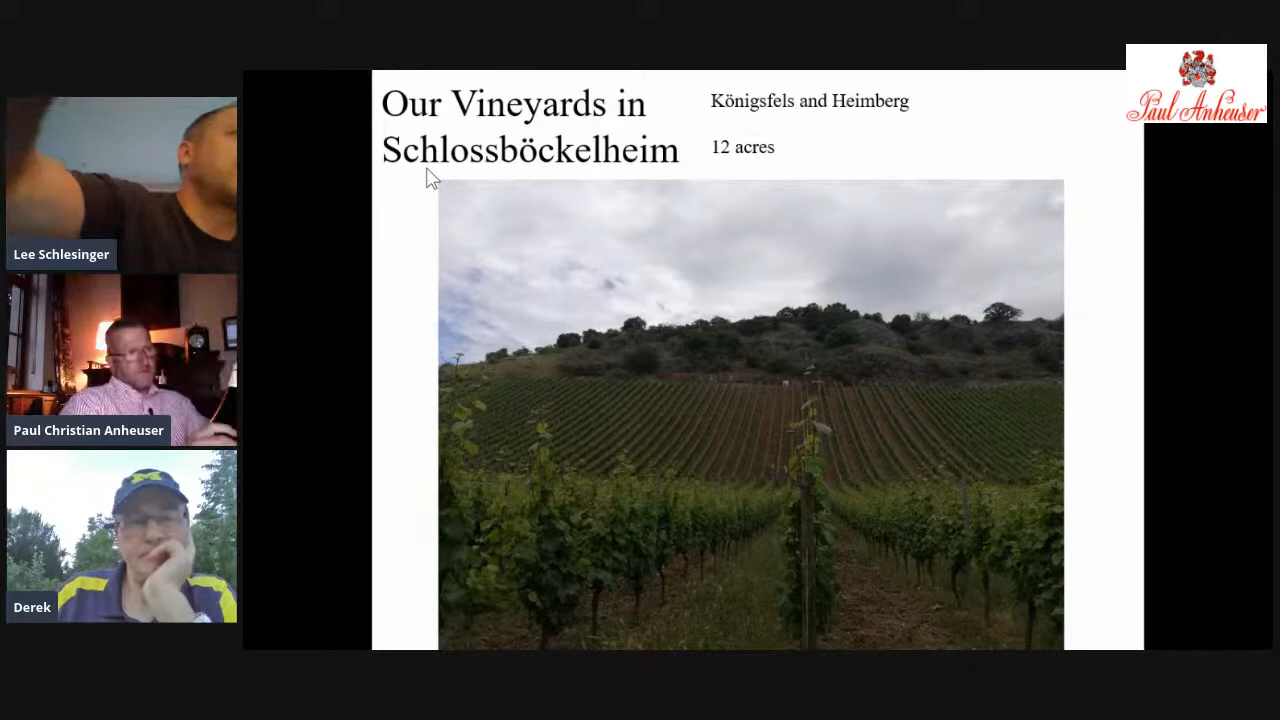 Our Vineyards in
Schlossböckelheim
Königsfels and Heimberg
12 acres
Paul Anheuser
Lee Schlesinger
Paul Christian Anheuser
M
Derek